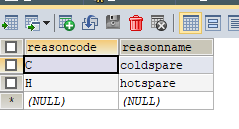 reasoncode reasonname
C coldspare
H hotspare
* (NULL) (NULL)